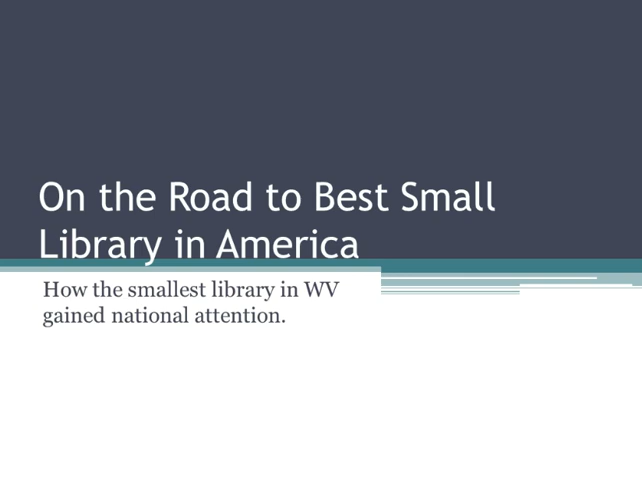 On the Road to Best Small
Library in America
How the smallest library in WV
gained national attention.